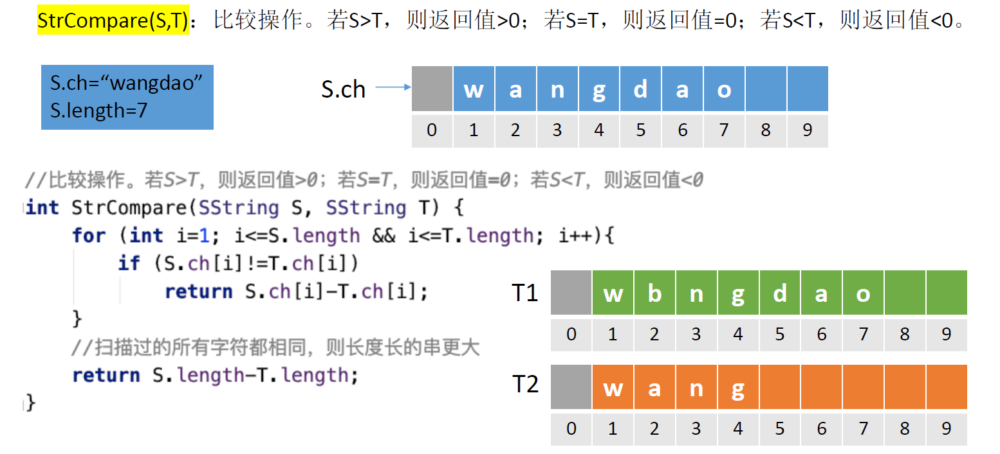 StrCompare(S,T)：比较操作。若S>T，则返回值>0；若S=T，则返回值=0；若S<T，则返回值<0。
S.ch=“wangdao”
S.length=7
S.ch
w a n g d a o
0 1 2 3 4 5 6 7 8 9
//比较操作。若S>T，则返回值>0；若S=T，则返回值=0；若S<T，则返回值<0
int StrCompare(SString S, SString T) {
for (int i=1; i<=S.length && i<=T.length; i++){
if (S.ch[i]!=T.ch[i])
return S.ch[i]-T.ch[i];
}
//扫描过的所有字符都相同，则长度长的串更大
return S.length-T.length;
}
T1
w b n g d a o
0 1 2 3 4 5 6 7 8 9
T2
w a n g
0 1 2 3 4 5 6 7 8 9